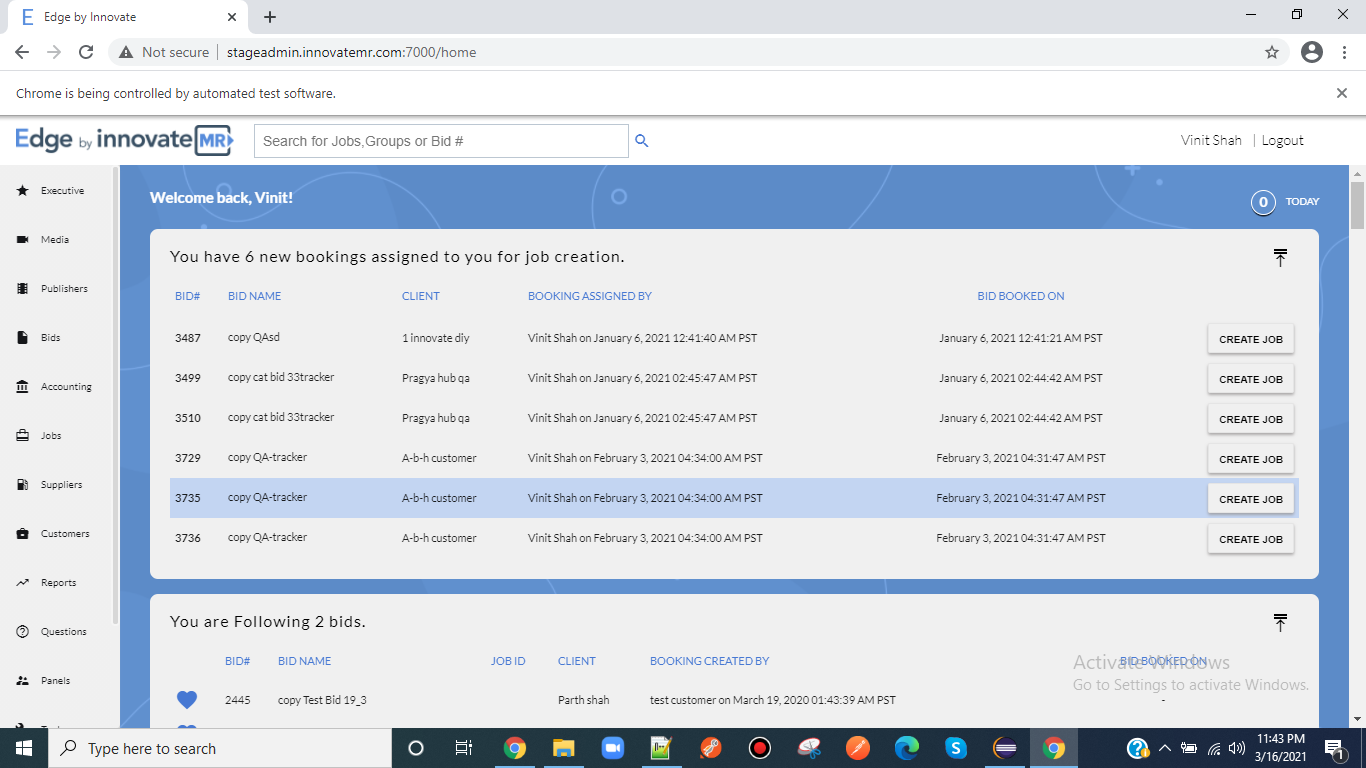 Edge by Innovate
Not secure stageadmin.innovatemr.com:7000/home
Chrome is being controlled by automated test software.
Edge by innovate MR Search for Jobs,Groups or Bid # Vinit Shah | Logout
Executive
Media
Publishers
Bids
Accounting
Jobs
Suppliers
Customers
Reports
Questions
Panels
Welcome back, Vinit! 0 TODAY
You have 6 new bookings assigned to you for job creation.
BID# BID NAME CLIENT BOOKING ASSIGNED BY BID BOOKED ON
3487 copy QAsd 1 innovate diy Vinit Shah on January 6, 2021 12:41:40 AM PST January 6, 2021 12:41:21 AM PST CREATE JOB
3499 copy cat bid 33tracker Pragya hub qa Vinit Shah on January 6, 2021 02:45:47 AM PST January 6, 2021 02:44:42 AM PST CREATE JOB
3510 copy cat bid 33tracker Pragya hub qa Vinit Shah on January 6, 2021 02:45:47 AM PST January 6, 2021 02:44:42 AM PST CREATE JOB
3729 copy QA-tracker A-b-h customer Vinit Shah on February 3, 2021 04:34:00 AM PST February 3, 2021 04:31:47 AM PST CREATE JOB
3735 copy QA-tracker A-b-h customer Vinit Shah on February 3, 2021 04:34:00 AM PST February 3, 2021 04:31:47 AM PST CREATE JOB
3736 copy QA-tracker A-b-h customer Vinit Shah on February 3, 2021 04:34:00 AM PST February 3, 2021 04:31:47 AM PST CREATE JOB
You are Following 2 bids.
BID# BID NAME JOB ID CLIENT BOOKING CREATED BY BID BOOKED ON
2445 copy Test Bid 19_3 Parth shah test customer on March 19, 2020 01:43:39 AM PST -
Activate Windows
Go to Settings to activate Windows.
Type here to search
11:43 PM
3/16/2021
1